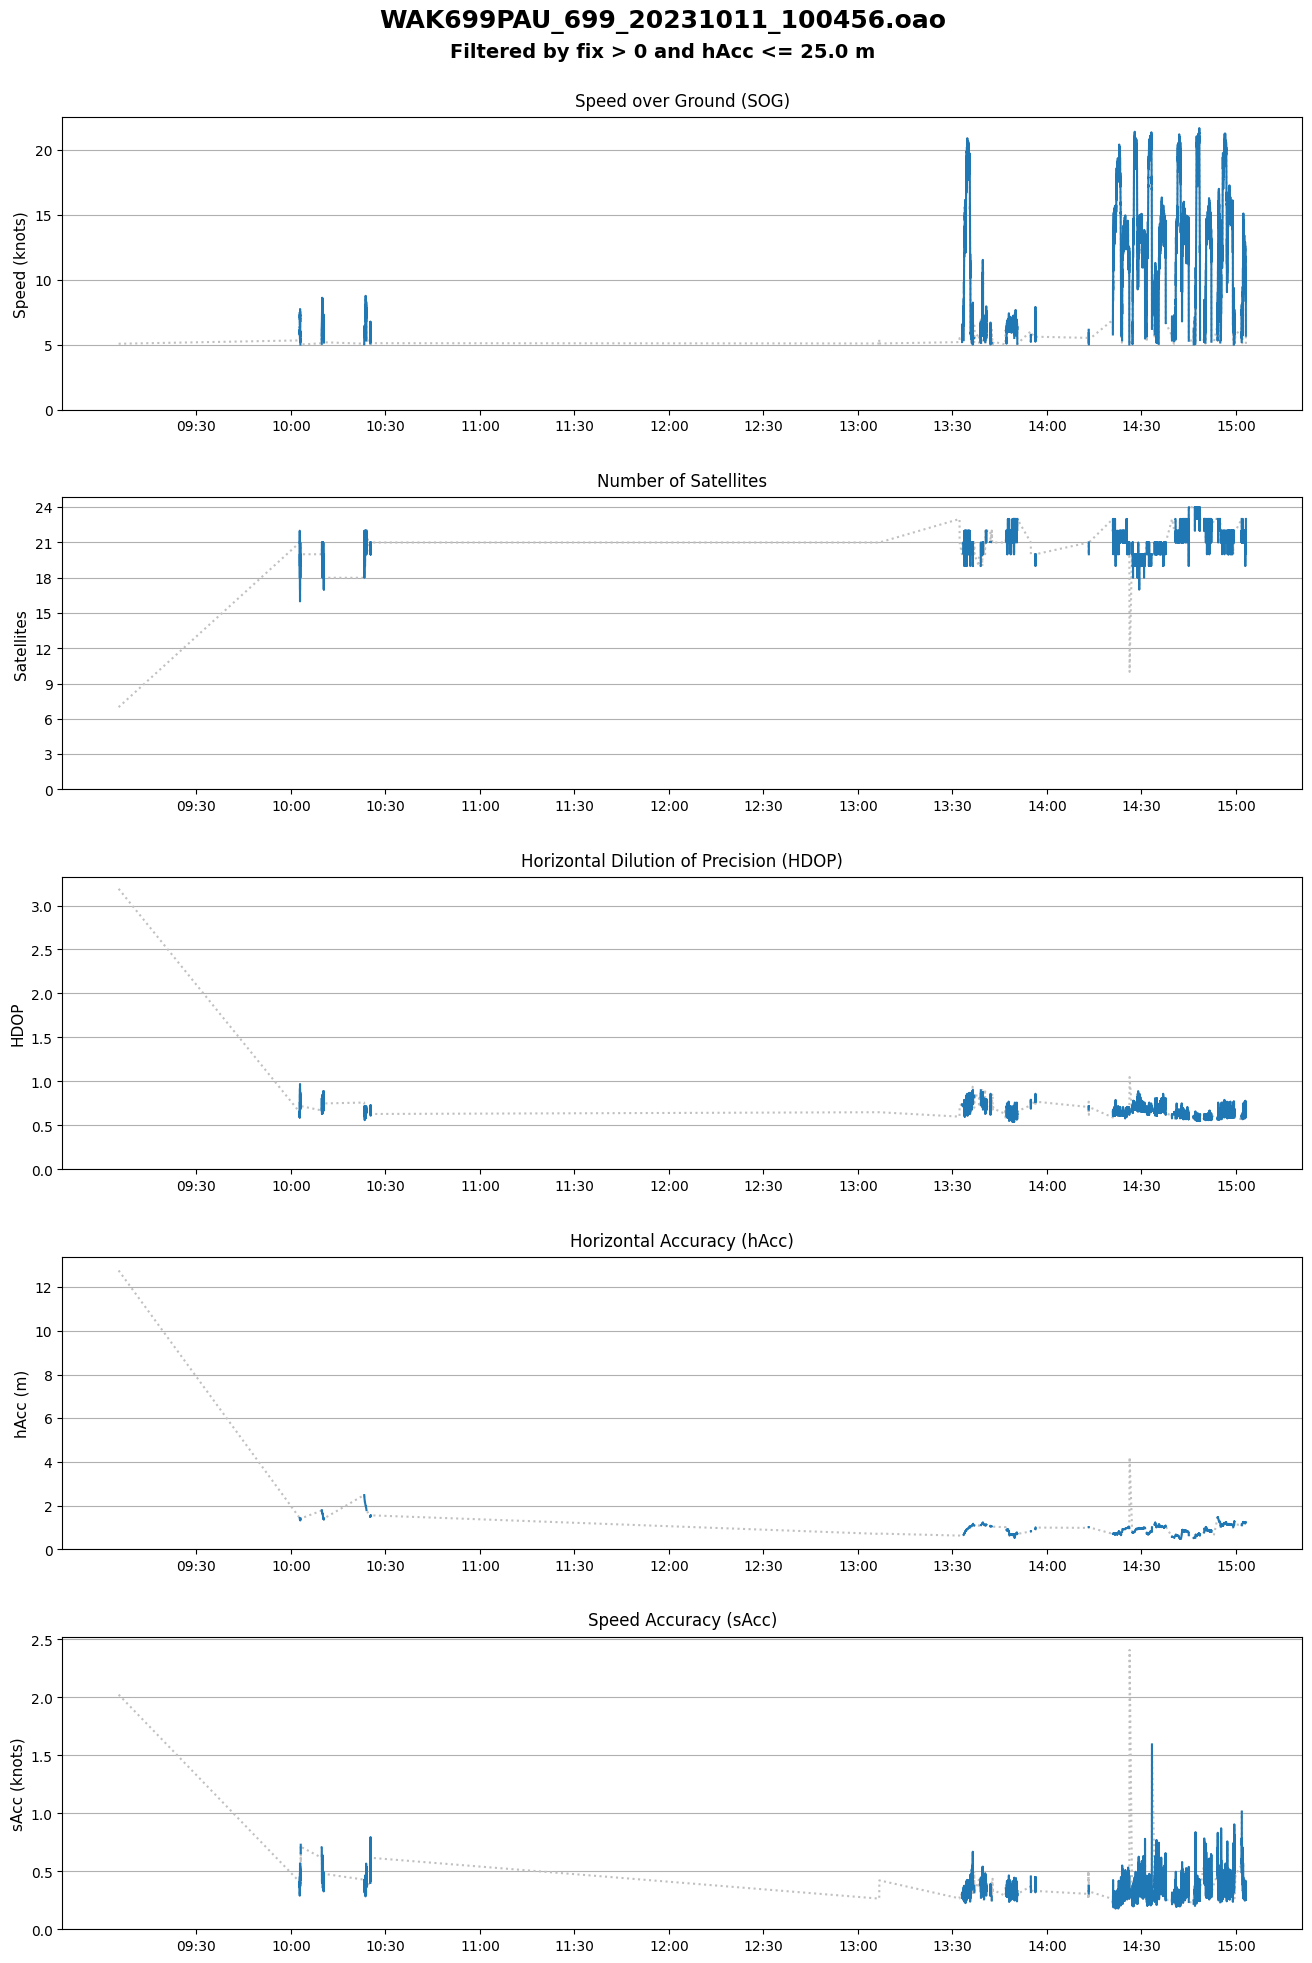 WAK699PAU_699_20231011_100456.oao
Filtered by fix > 0 and hAcc <= 25.0 m
Speed over Ground (SOG)
Speed (knots)
20
15
10
5
0
09:30 10:00 10:30 11:00 11:30 12:00 12:30 13:00 13:30 14:00 14:30 15:00
Number of Satellites
Satellites
24
21
18
15
12
9
6
3
0
09:30 10:00 10:30 11:00 11:30 12:00 12:30 13:00 13:30 14:00 14:30 15:00
Horizontal Dilution of Precision (HDOP)
HDOP
3.0
2.5
2.0
1.5
1.0
0.5
0.0
09:30 10:00 10:30 11:00 11:30 12:00 12:30 13:00 13:30 14:00 14:30 15:00
Horizontal Accuracy (hAcc)
hAcc (m)
12
10
8
6
4
2
0
09:30 10:00 10:30 11:00 11:30 12:00 12:30 13:00 13:30 14:00 14:30 15:00
Speed Accuracy (sAcc)
sAcc (knots)
2.5
2.0
1.5
1.0
0.5
0.0
09:30 10:00 10:30 11:00 11:30 12:00 12:30 13:00 13:30 14:00 14:30 15:00